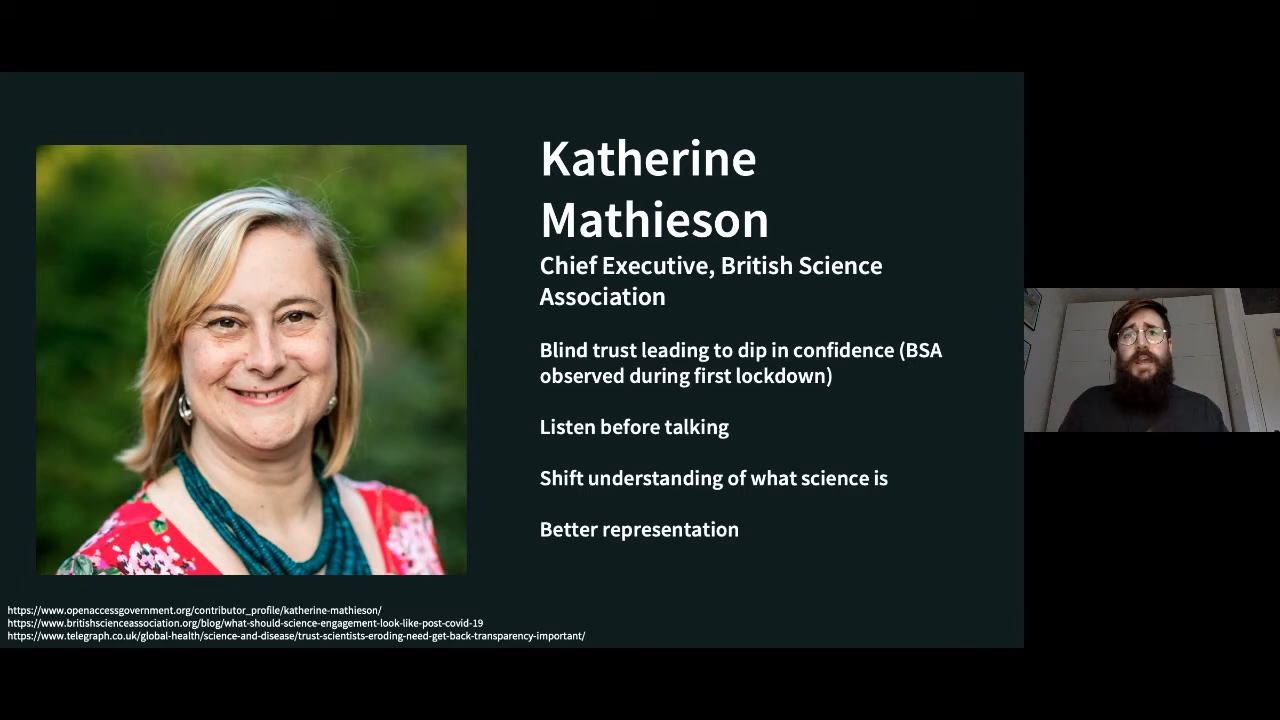 Katherine
Mathieson
Chief Executive, British Science
Association
Blind trust leading to dip in confidence (BSA
observed during first lockdown)
Listen before talking
Shift understanding of what science is
Better representation
https://www.openaccessgovernment.org/contributor_profile/katherine-mathieson/
https://www.britishscienceassociation.org/blog/what-should-science-engagement-look-like-post-covid-19
https://www.telegraph.co.uk/global-health/science-and-disease/trust-scientists-eroding-need-get-back-transparency-important/